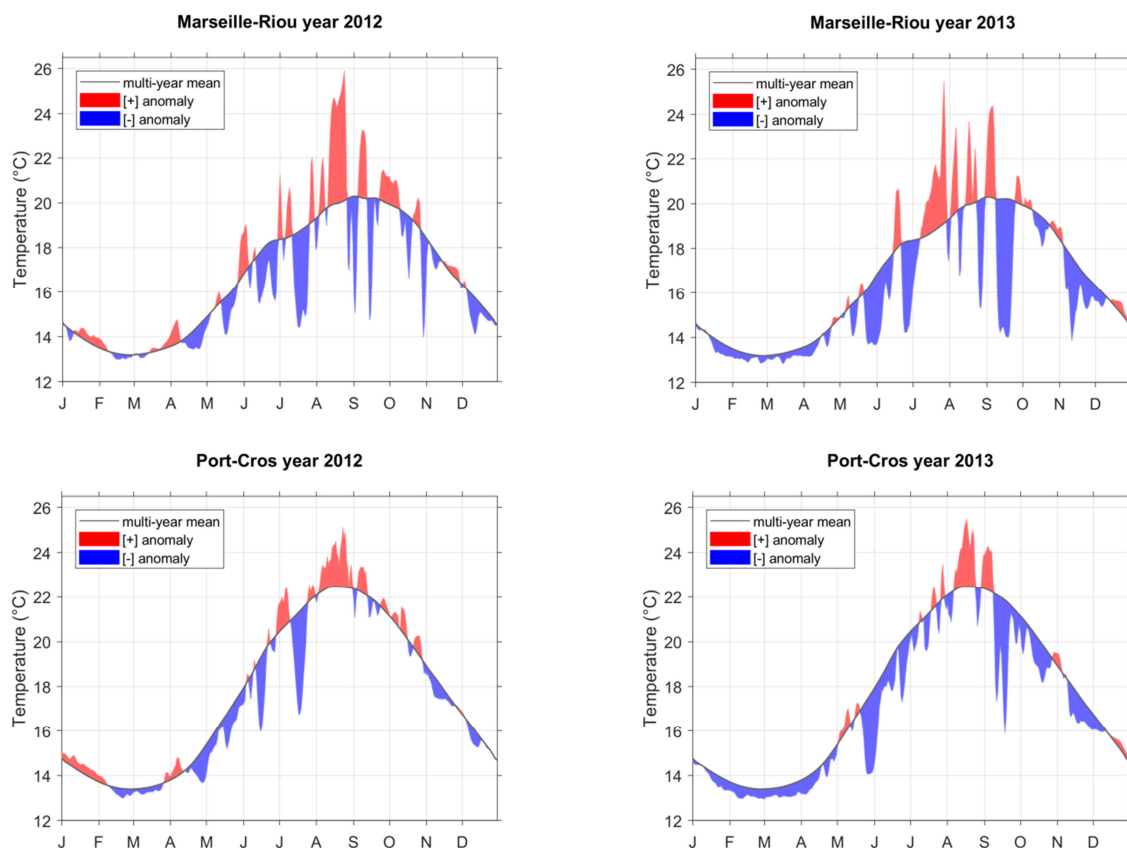 Marseille-Riou year 2012
26
24
22
20
18
16
14
12
Temperature (°C)
multi-year mean
[+] anomaly
[-] anomaly
J F M A M J J A S O N D
Marseille-Riou year 2013
26
24
22
20
18
16
14
12
Temperature (°C)
multi-year mean
[+] anomaly
[-] anomaly
J F M A M J J A S O N D
Port-Cros year 2012
26
24
22
20
18
16
14
12
Temperature (°C)
multi-year mean
[+] anomaly
[-] anomaly
J F M A M J J A S O N D
Port-Cros year 2013
26
24
22
20
18
16
14
12
Temperature (°C)
multi-year mean
[+] anomaly
[-] anomaly
J F M A M J J A S O N D